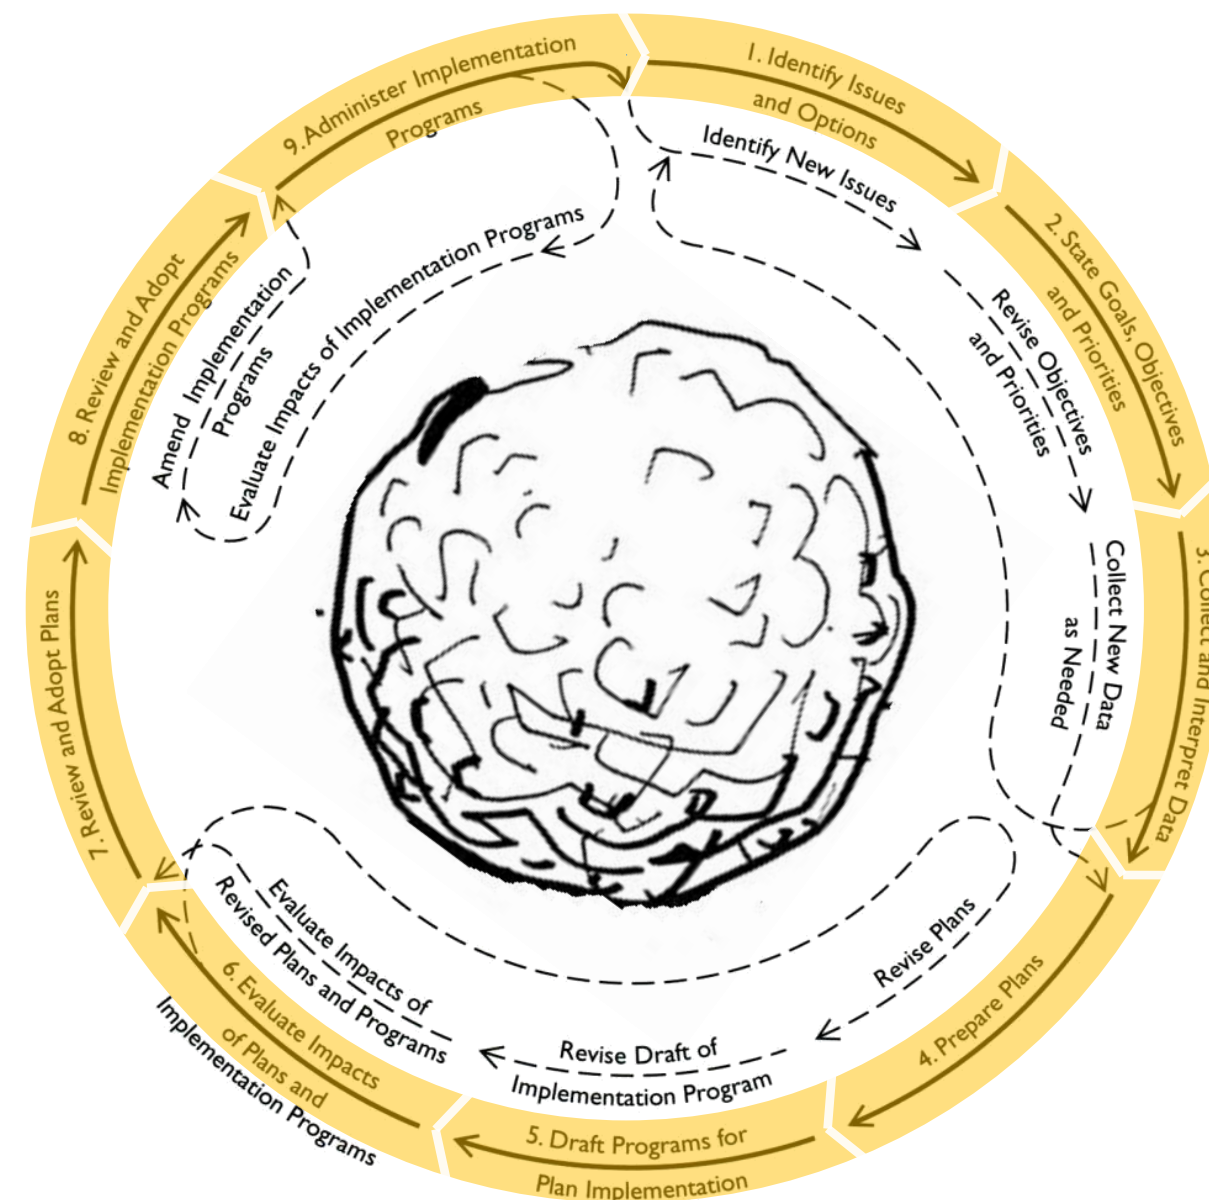 1. Identify Issues
and Options
2. State Goals, Objectives
and Priorities
3. Collect and Interpret Data
4. Prepare Plans
5. Draft Programs for
Plan Implementation
6. Evaluate Impacts
of Plans and
Implementation Programs
7. Review and Adopt Plans
8. Review and Adopt
Implementation Programs
9. Administer Implementation
Programs
Identify New Issues
Revise Objectives
and Priorities
Collect New Data
as Needed
Revise Plans
Revise Draft of
Implementation Program
Evaluate Impacts of
Revised Plans and Programs
Amend Implementation
Programs
Evaluate Impacts of Implementation Programs